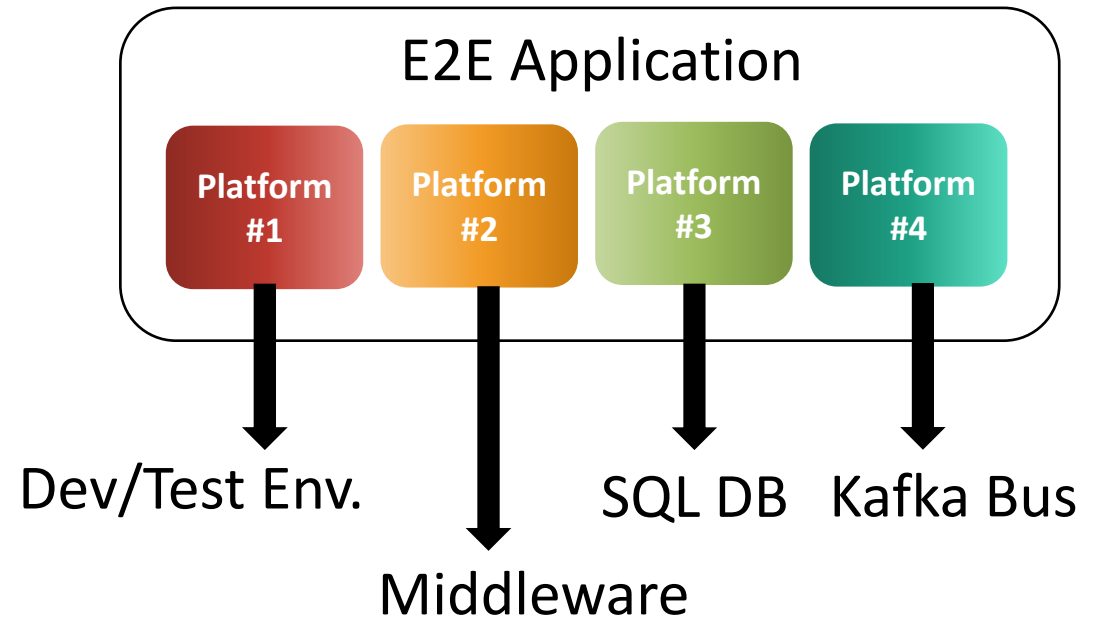 E2E Application
Platform
#1
Platform
#2
Platform
#3
Platform
#4
Dev/Test Env.
SQL DB
Kafka Bus
Middleware